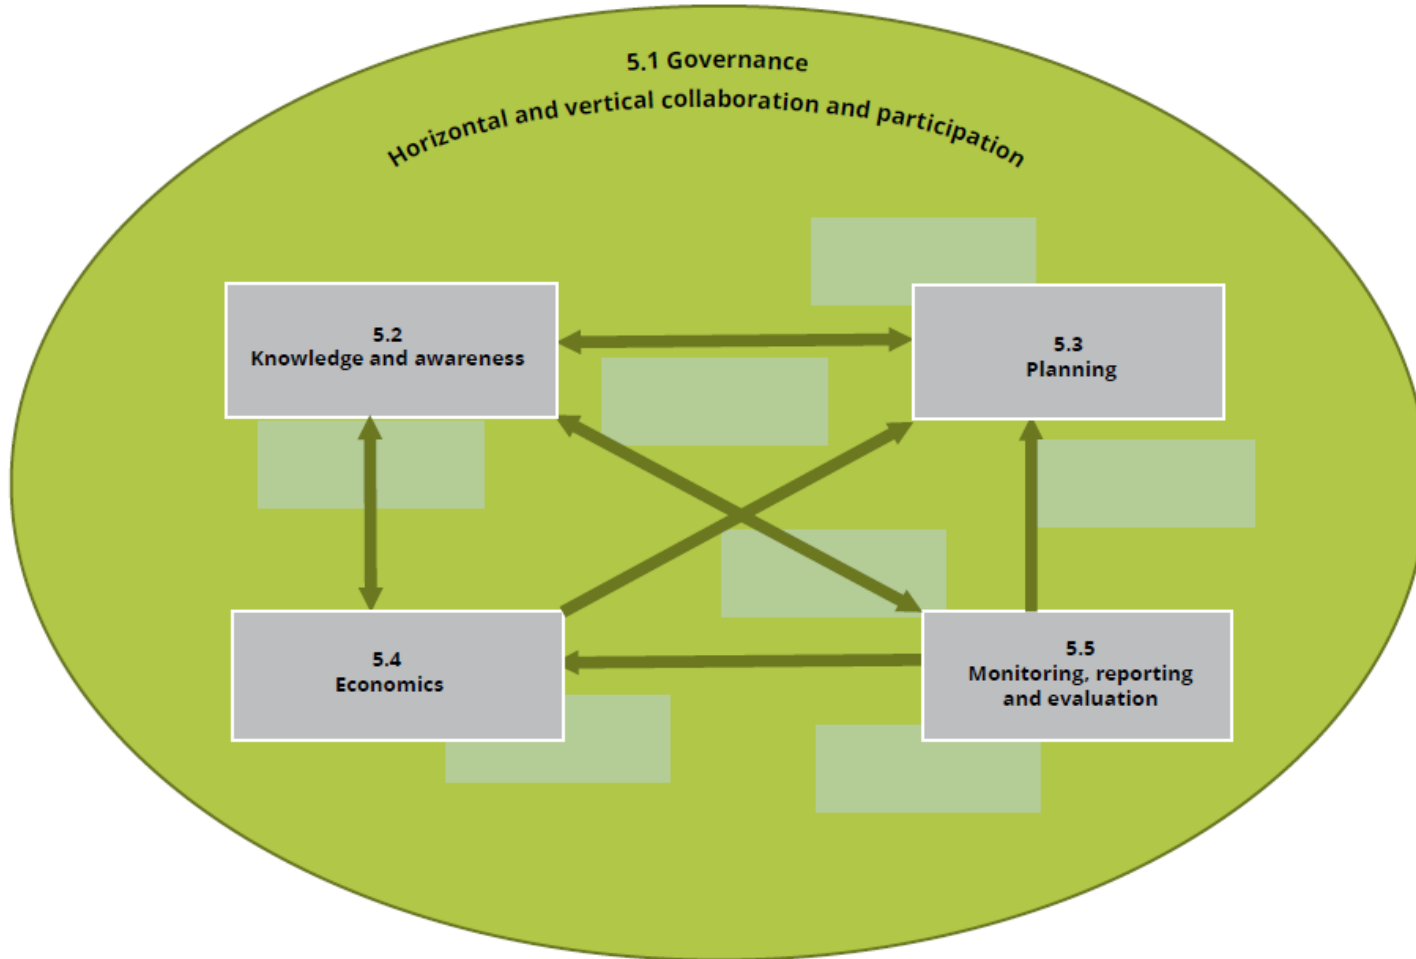 5.1 Governance
Horizontal and vertical collaboration and participation
5.2
Knowledge and awareness
5.3
Planning
5.4
Economics
5.5
Monitoring, reporting
and evaluation